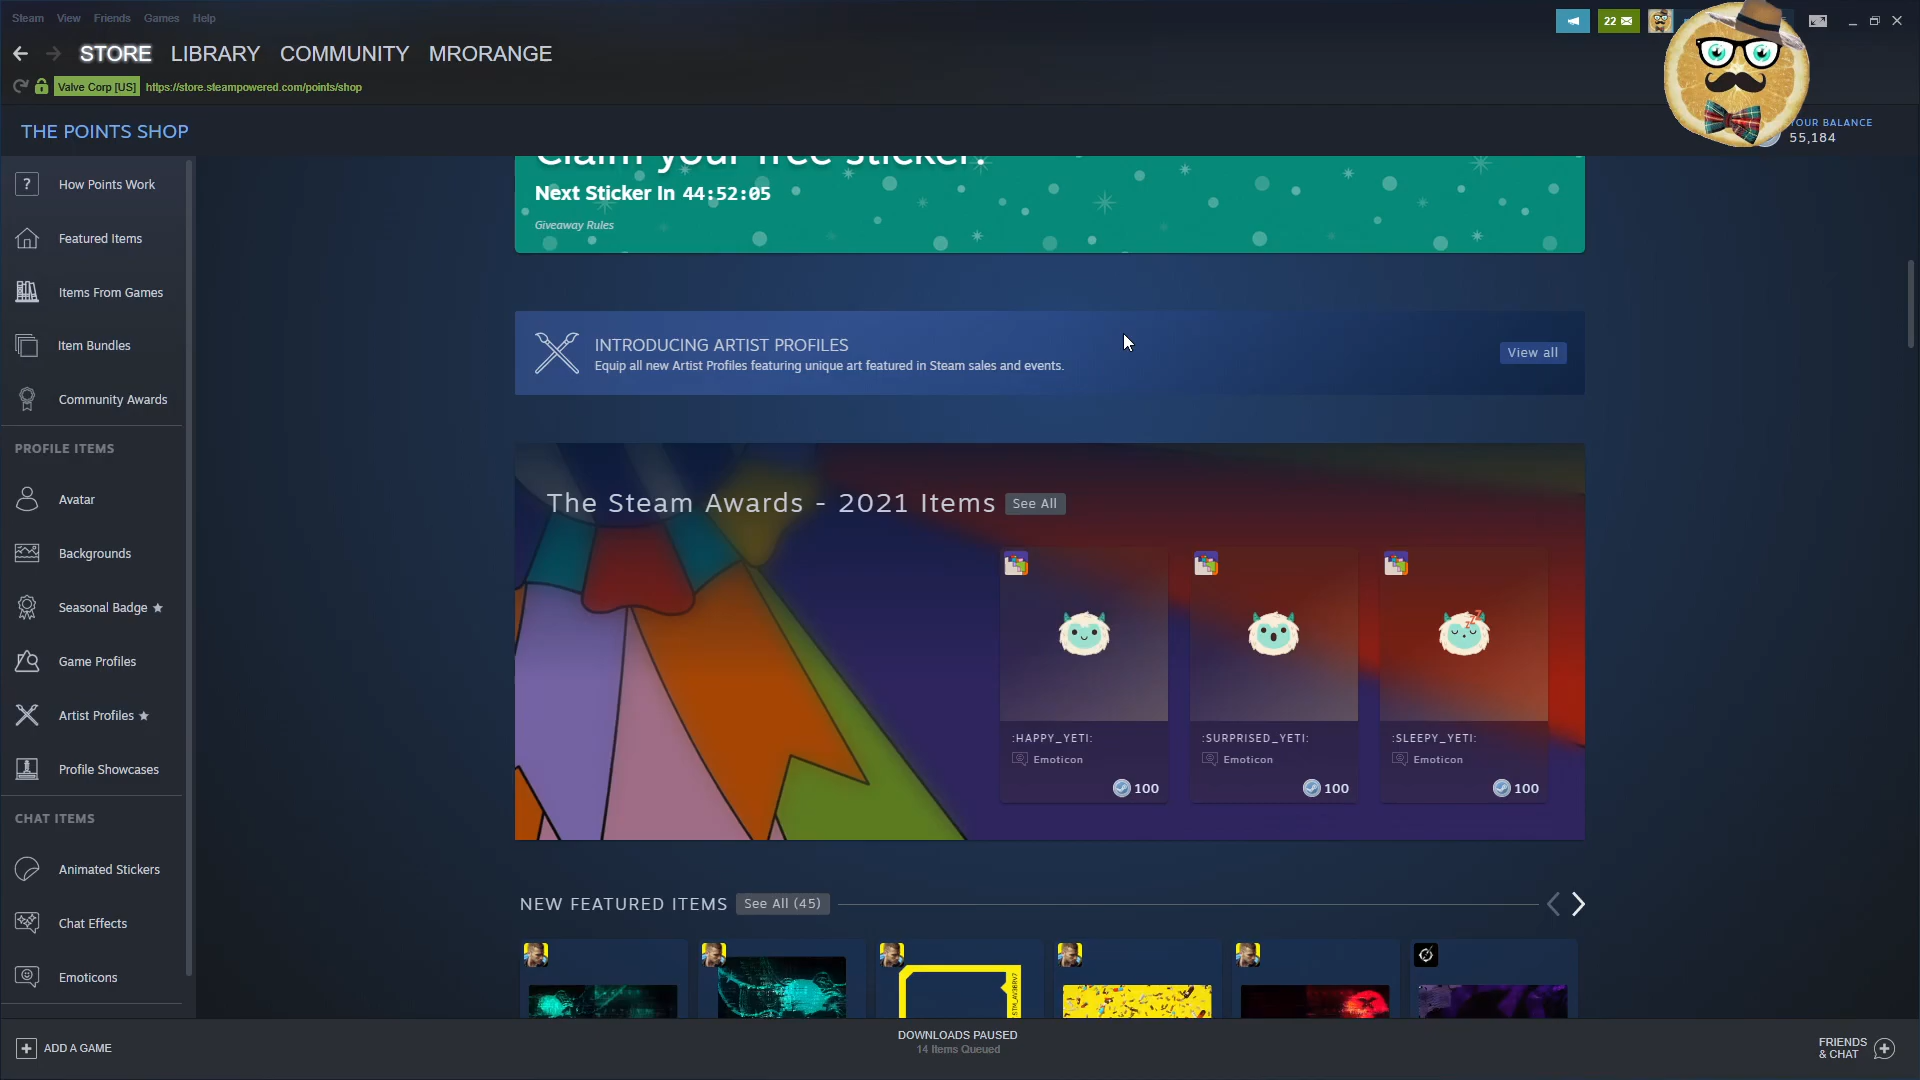 Steam View Friends Games Help
22
STORE LIBRARY COMMUNITY MRORANGE
Valve Corp [US] https://store.steampowered.com/points/shop
THE POINTS SHOP
YOUR BALANCE
55,184
How Points Work
Featured Items
Items From Games
Item Bundles
Community Awards
PROFILE ITEMS
Avatar
Backgrounds
Seasonal Badge
Game Profiles
Artist Profiles
Profile Showcases
CHAT ITEMS
Animated Stickers
Chat Effects
Emoticons
Claim your free sticker!
Next Sticker In 44:52:05
Giveaway Rules
INTRODUCING ARTIST PROFILES
Equip all new Artist Profiles featuring unique art featured in Steam sales and events.
View all
The Steam Awards - 2021 Items See All
:HAPPY_YETI:
Emoticon
100
:SURPRISED_YETI:
Emoticon
100
:SLEEPY_YETI:
Emoticon
100
NEW FEATURED ITEMS See All (45)
ADD A GAME
DOWNLOADS PAUSED
14 Items Queued
FRIENDS
& CHAT